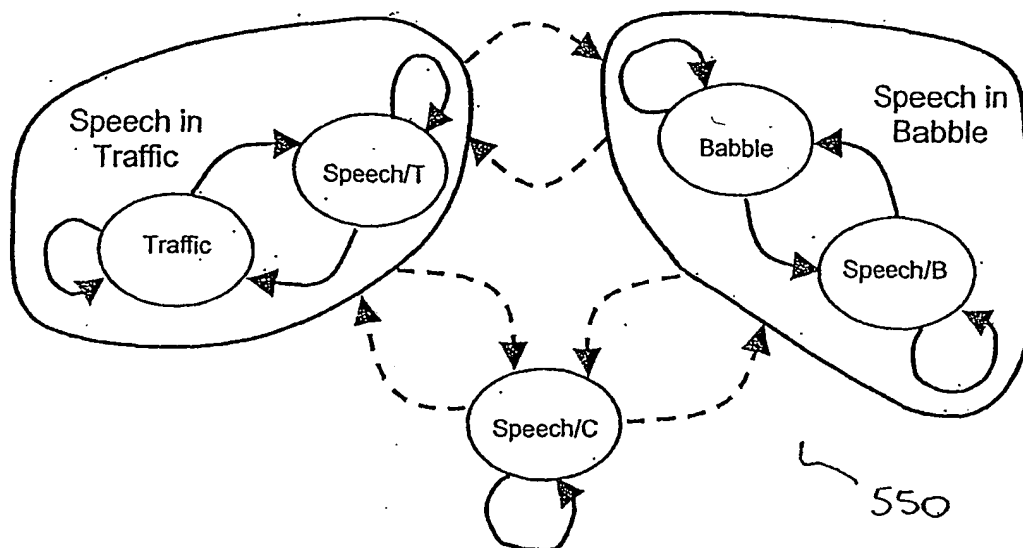 Speech in
Traffic
Speech/T
Traffic
Babble
Speech in
Babble
Speech/B
Speech/C
550